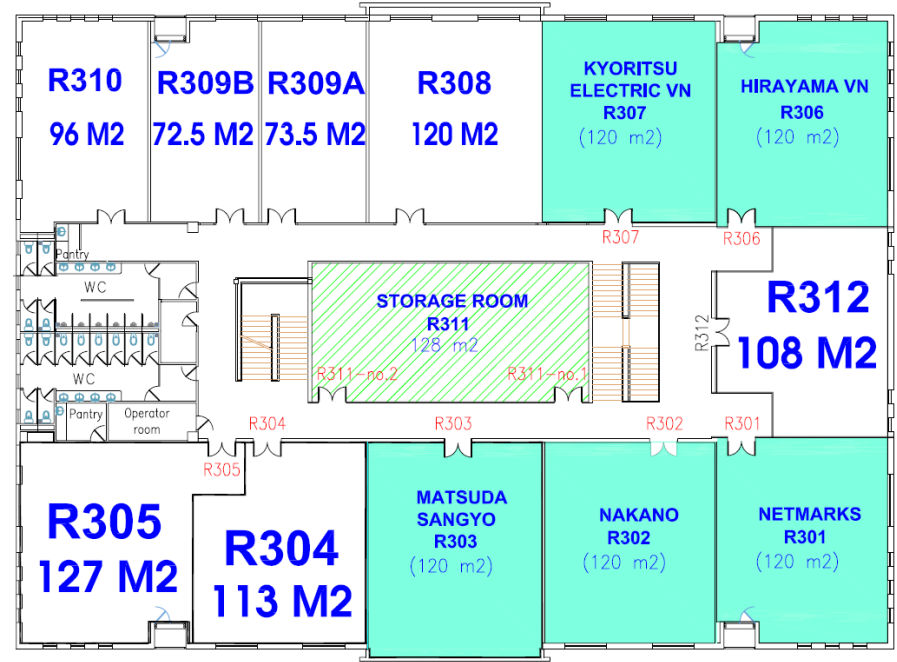 R310
96 M2
R309B
72.5 M2
R309A
73.5 M2
R308
120 M2
KYORITSU
ELECTRIC VN
R307
(120 m2)
HIRAYAMA VN
R306
(120 m2)
R307
R306
Pantry
WC
STORAGE ROOM
R311
128 m2
R311-no.2
R311-no.1
R312
R312
108 M2
WC
Pantry
Operator
room
R304
R303
R302
R301
R305
R305
127 M2
R304
113 M2
MATSUDA
SANGYO
R303
(120 m2)
NAKANO
R302
(120 m2)
NETMARKS
R301
(120 m2)